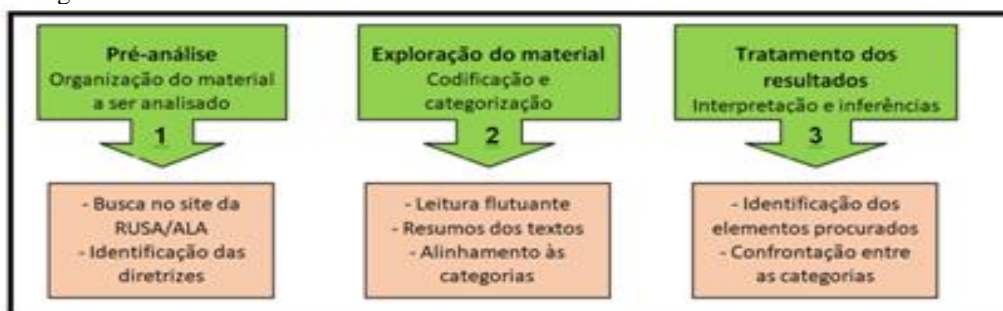 Pré-análise
Organização do material
a ser analisado
1
- Busca no site da
RUSA/ALA
- Identificação das
diretrizes
Exploração do material
Codificação e
categorização
2
- Leitura flutuante
- Resumos dos textos
- Alinhamento às
categorias
Tratamento dos
resultados
Interpretação e inferências
3
- Identificação dos
elementos procurados
- Confrontação entre
as categorias